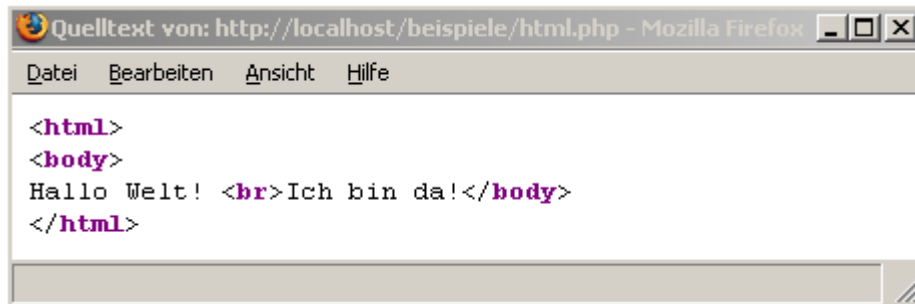 Quelltext von: http://localhost/beispiele/html.php - Mozilla Firefox
Datei Bearbeiten Ansicht Hilfe
<html>
<body>
Hallo Welt! <br>Ich bin da!</body>
</html>